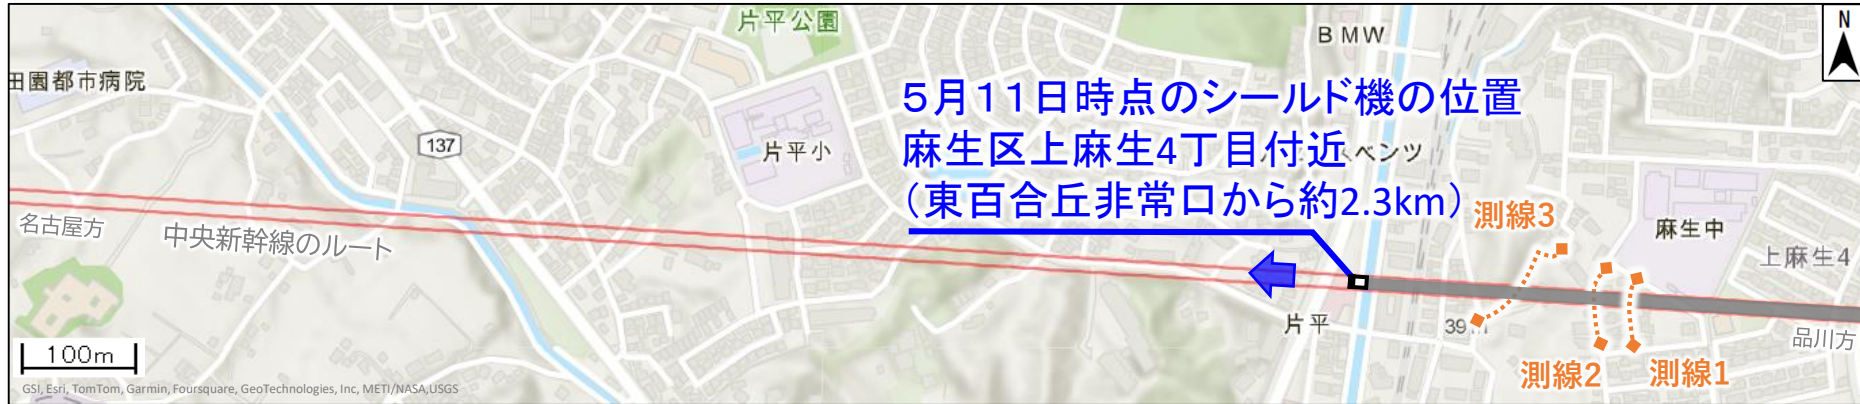 片平公園
BMW
N
田園都市病院
5月11日時点のシールド機の位置
137
片平小
麻生区上麻生4丁目付近
ベンツ
（東百合丘非常口から約2.3km）
測線3
名古屋方
中央新幹線のルート
麻生中
上麻生4
片平
39
品川方
100m
測線2
測線1
GSI, Esri, TomTom, Garmin, Foursquare, GeoTechnologies, Inc, METI/NASA,USGS